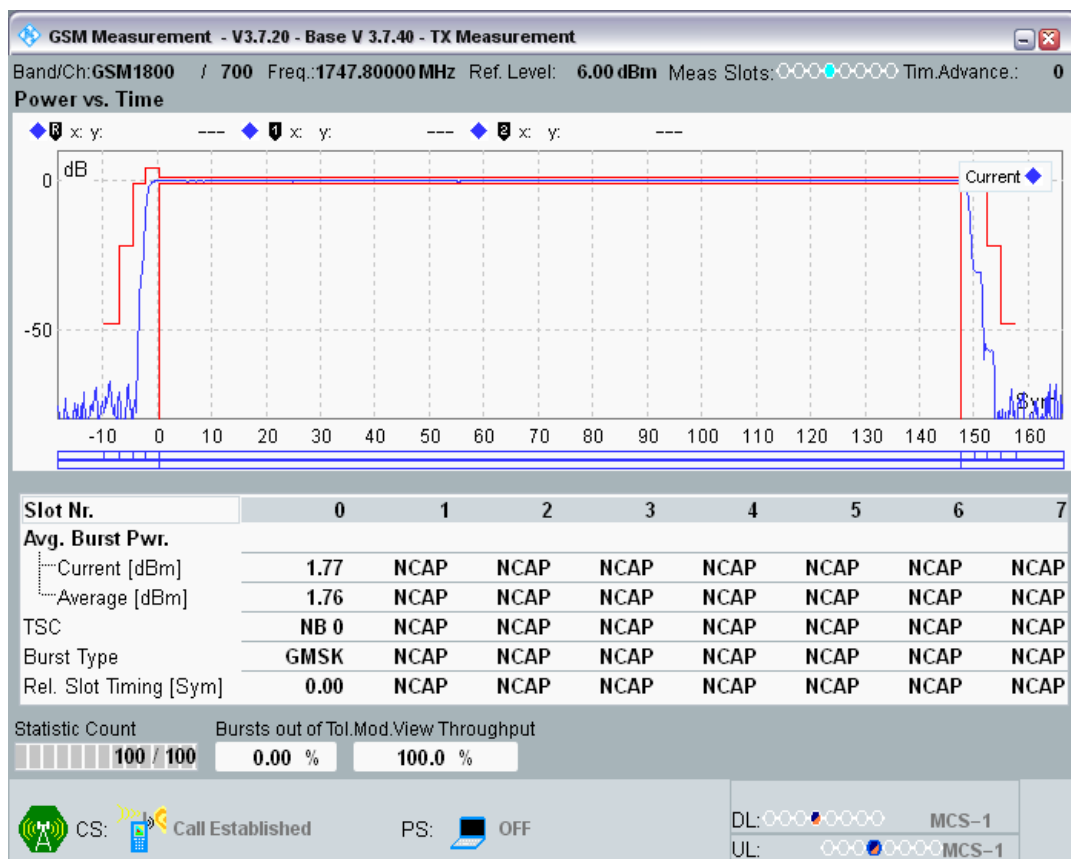 GSM Measurement - V3.7.20 - Base V 3.7.40 - TX Measurement
Band/Ch:GSM1800 / 700 Freq.:1747.80000 MHz Ref. Level: 6.00 dBm Meas Slots: Tim.Advance.: 0
Power vs. Time
R x: y: --- 1 x: y: --- 2 x: y: ---
dB
Current
0
-50
Sym
-10 0 10 20 30 40 50 60 70 80 90 100 110 120 130 140 150 160
Slot Nr. 0 1 2 3 4 5 6 7
Avg. Burst Pwr.
Current [dBm] 1.77 NCAP NCAP NCAP NCAP NCAP NCAP NCAP
Average [dBm] 1.76 NCAP NCAP NCAP NCAP NCAP NCAP NCAP
TSC NB 0 NCAP NCAP NCAP NCAP NCAP NCAP NCAP
Burst Type GMSK NCAP NCAP NCAP NCAP NCAP NCAP NCAP
Rel. Slot Timing [Sym] 0.00 NCAP NCAP NCAP NCAP NCAP NCAP NCAP
Statistic Count Bursts out of Tol.Mod.View Throughput
100 / 100 0.00 % 100.0 %
CS: Call Established PS: OFF DL: MCS-1
UL: MCS-1